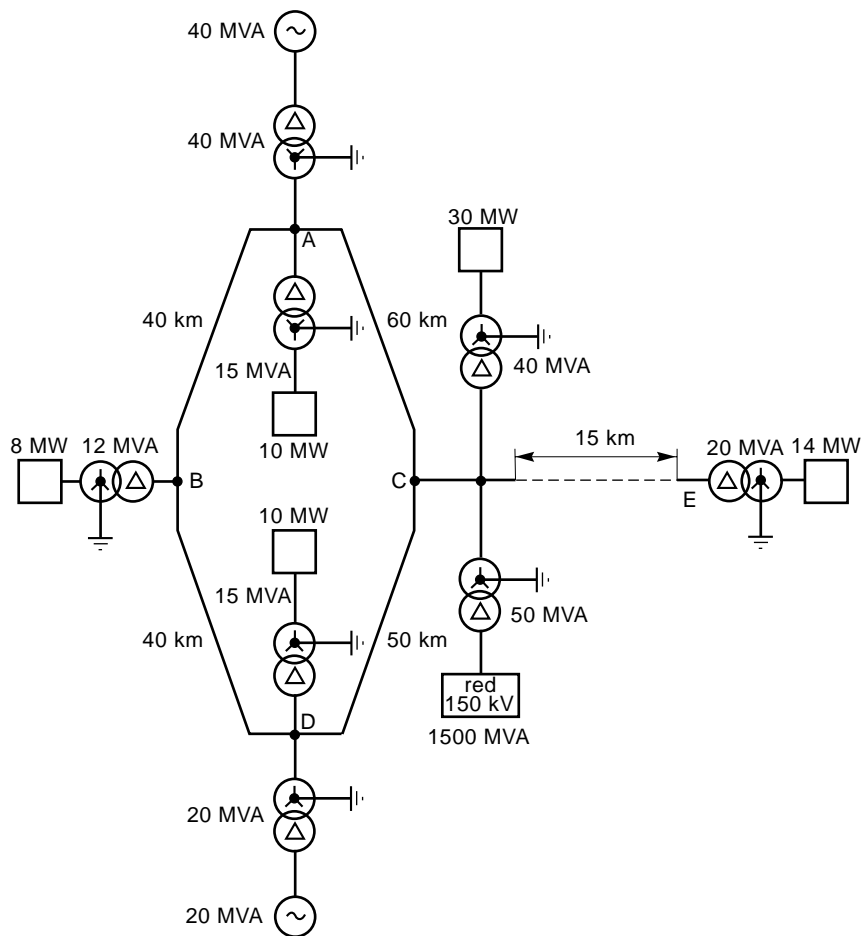 40 MVA
40 MVA
A
30 MW
40 km
60 km
15 MVA
40 MVA
10 MW
15 km
8 MW
12 MVA
20 MVA
14 MW
B
C
E
10 MW
15 MVA
50 MVA
40 km
50 km
red
150 kV
D
1500 MVA
20 MVA
20 MVA